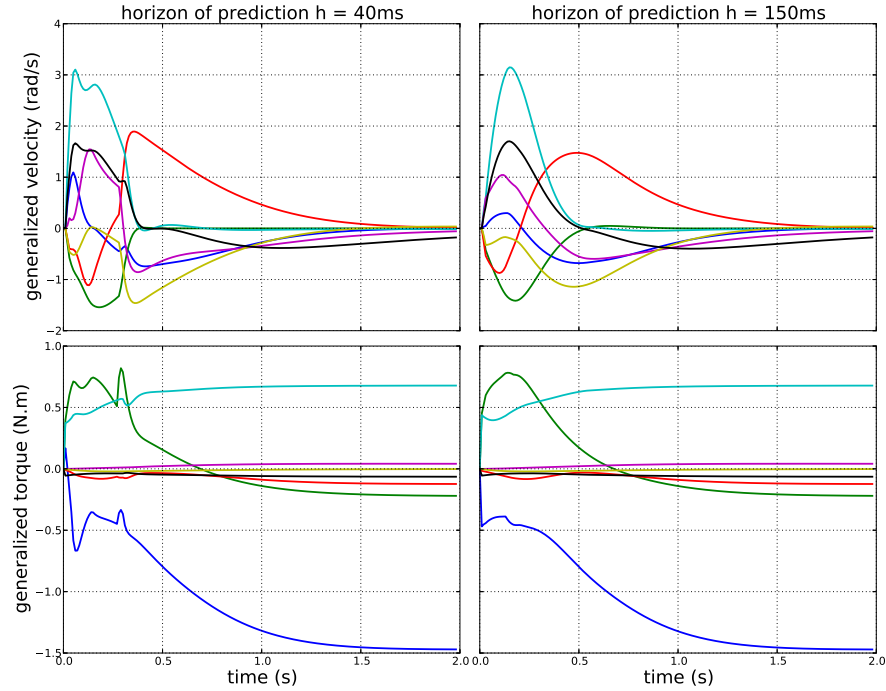 horizon of prediction h = 40ms
horizon of prediction h = 150ms
generalized velocity (rad/s)
4
3
2
1
0
−1
−2
generalized torque (N.m)
1.0
0.5
0.0
−0.5
−1.0
−1.5
0.0 0.5 1.0 1.5 2.0
0.0 0.5 1.0 1.5 2.0
time (s)
time (s)